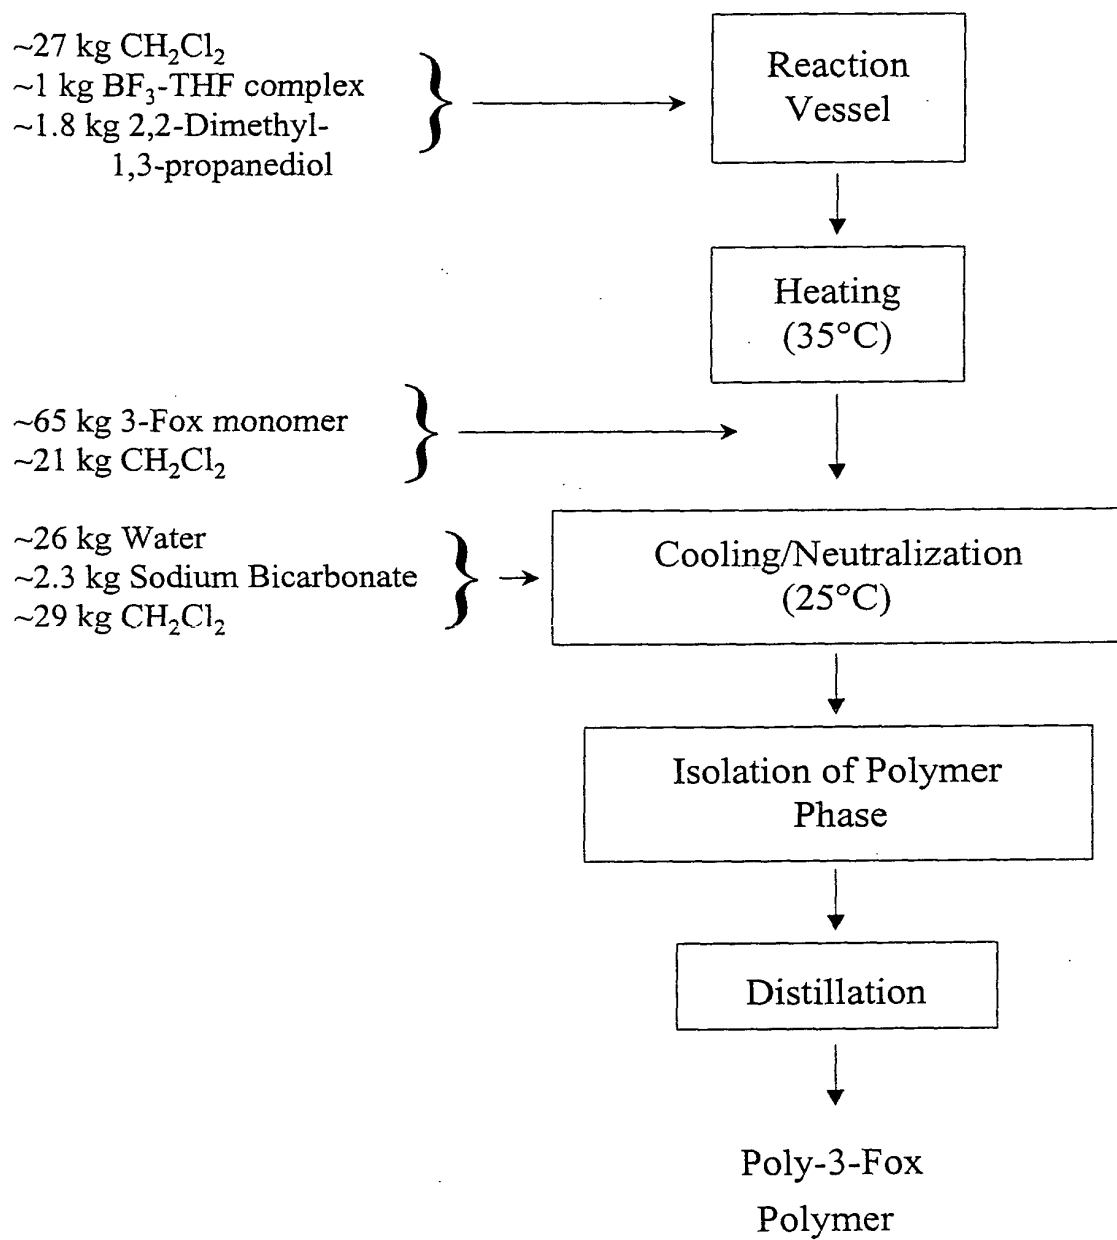 ~27 kg CH₂Cl₂
~1 kg BF₃-THF complex
~1.8 kg 2,2-Dimethyl-
1,3-propanediol
Reaction
Vessel
Heating
(35°C)
~65 kg 3-Fox monomer
~21 kg CH₂Cl₂
~26 kg Water
~2.3 kg Sodium Bicarbonate
~29 kg CH₂Cl₂
Cooling/Neutralization
(25°C)
Isolation of Polymer
Phase
Distillation
Poly-3-Fox
Polymer